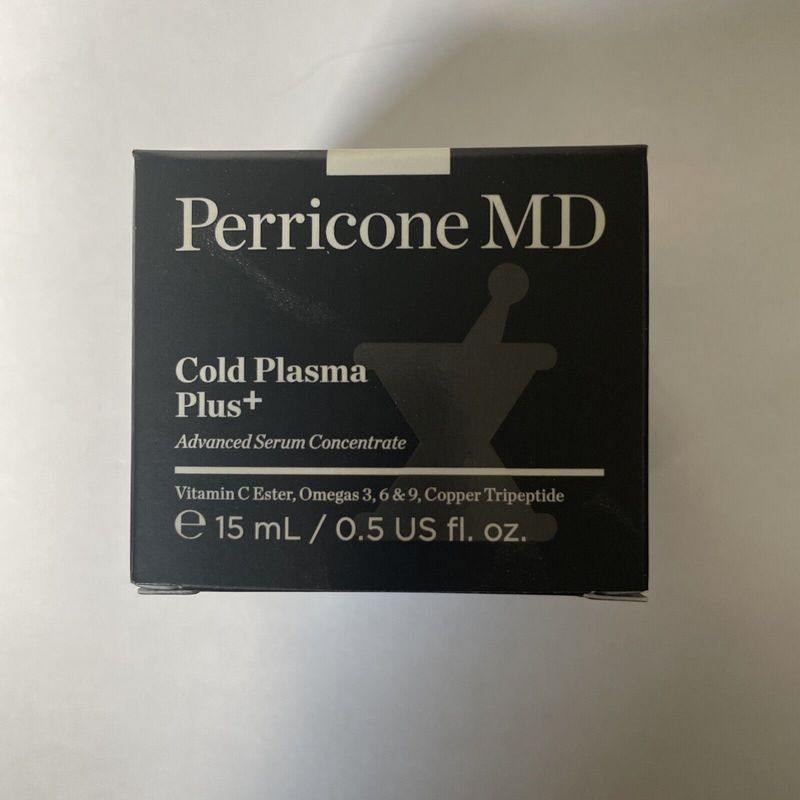 Perricone MD
Cold Plasma
Plus+
Advanced Serum Concentrate
Vitamin C Ester, Omegas 3, 6 & 9, Copper Tripeptide
℮ 15 mL / 0.5 US fl. oz.